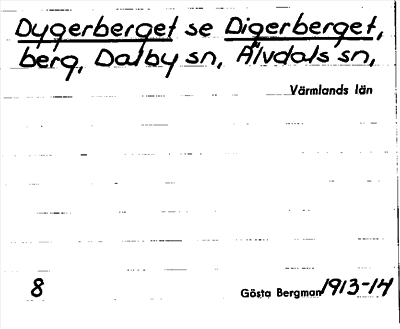 Dygerberget se Digerberget,
berg, Dalby sn, Älvdals sn,
Värmlands län
8
Gösta Bergman 1913-14